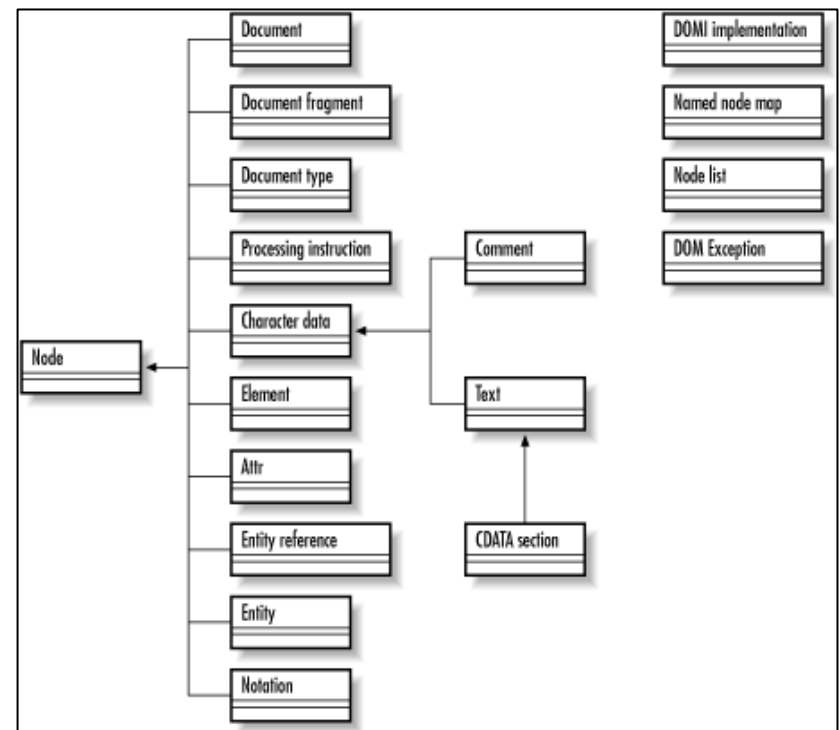 Document
DOMI implementation
Document fragment
Named node map
Document type
Node list
Processing instruction
Comment
DOM Exception
Character data
Node
Element
Text
Attr
Entity reference
CDATA section
Entity
Notation